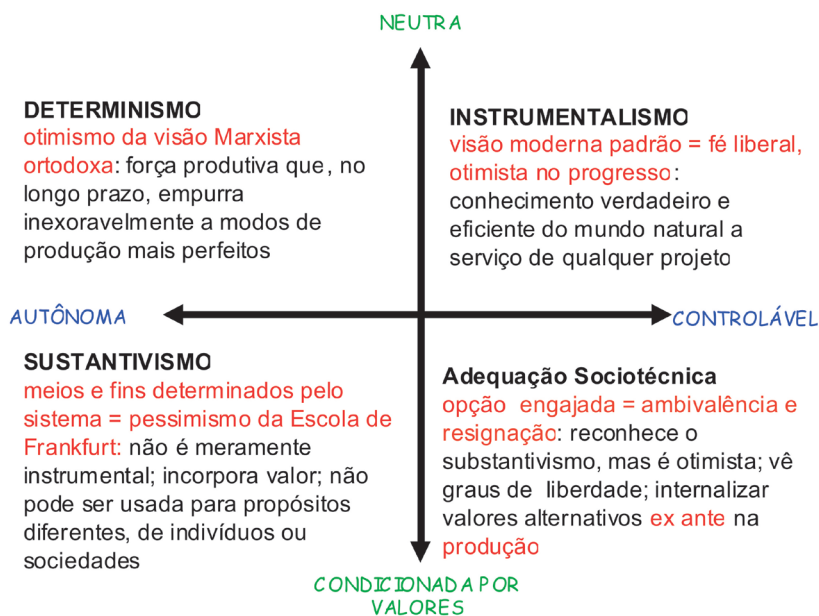 NEUTRA
DETERMINISMO
otimismo da visão Marxista
ortodoxa: força produtiva que, no
longo prazo, empurra
inexoravelmente a modos de
produção mais perfeitos
INSTRUMENTALISMO
visão moderna padrão = fé liberal,
otimista no progresso:
conhecimento verdadeiro e
eficiente do mundo natural a
serviço de qualquer projeto
AUTÔNOMA
CONTROLÁVEL
SUSTANTIVISMO
meios e fins determinados pelo
sistema = pessimismo da Escola de
Frankfurt: não é meramente
instrumental; incorpora valor; não
pode ser usada para propósitos
diferentes, de indivíduos ou
sociedades
Adequação Sociotécnica
opção engajada = ambivalência e
resignação: reconhece o
substantivismo, mas é otimista; vê
graus de liberdade; internalizar
valores alternativos ex ante na
produção
CONDICIONADA POR
VALORES